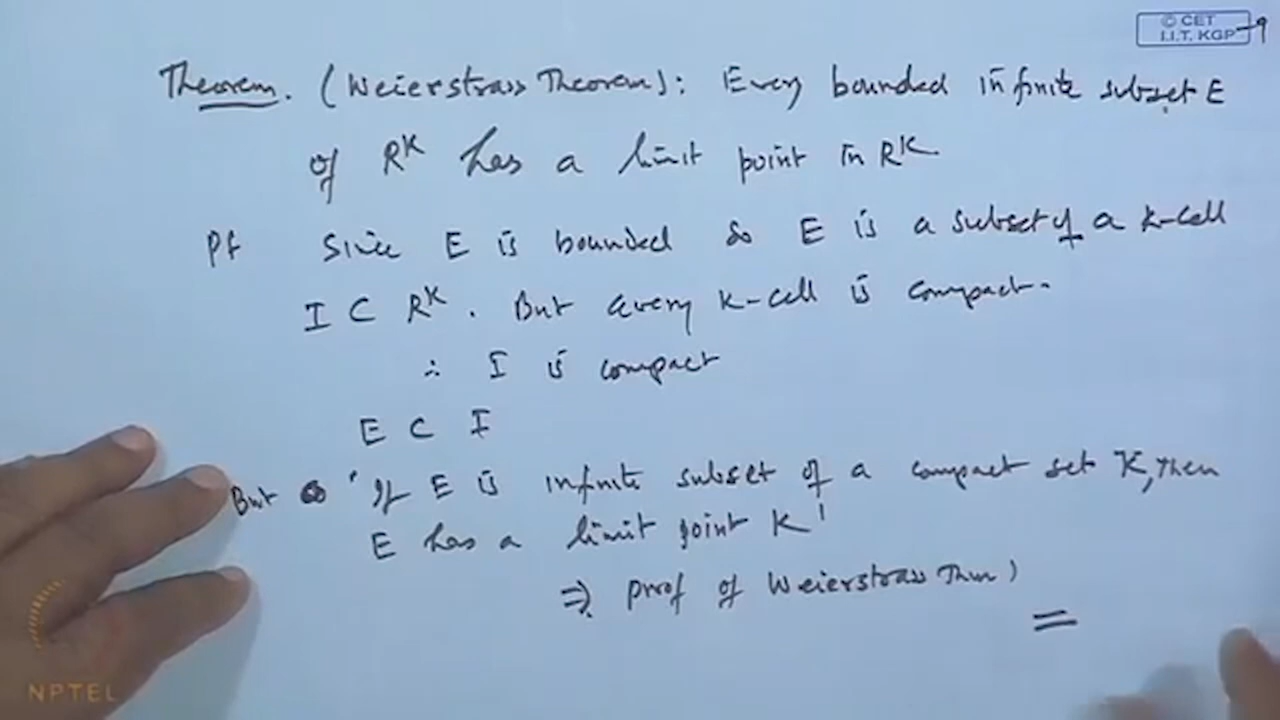 © CET
I.I.T. KGP
Theorem. (Weierstrass Theorem): Every bounded infinite subset E
of R^K has a limit point in R^K
Pf Since E is bounded so E is a subset of a K-cell
I ⊂ R^K. But every K-cell is compact.
∴ I is compact
E ⊂ I
But 'If E is infinite subset of a compact set K, then
E has a limit point K'
⇒ Proof of Weierstrass Thm)
NPTEL